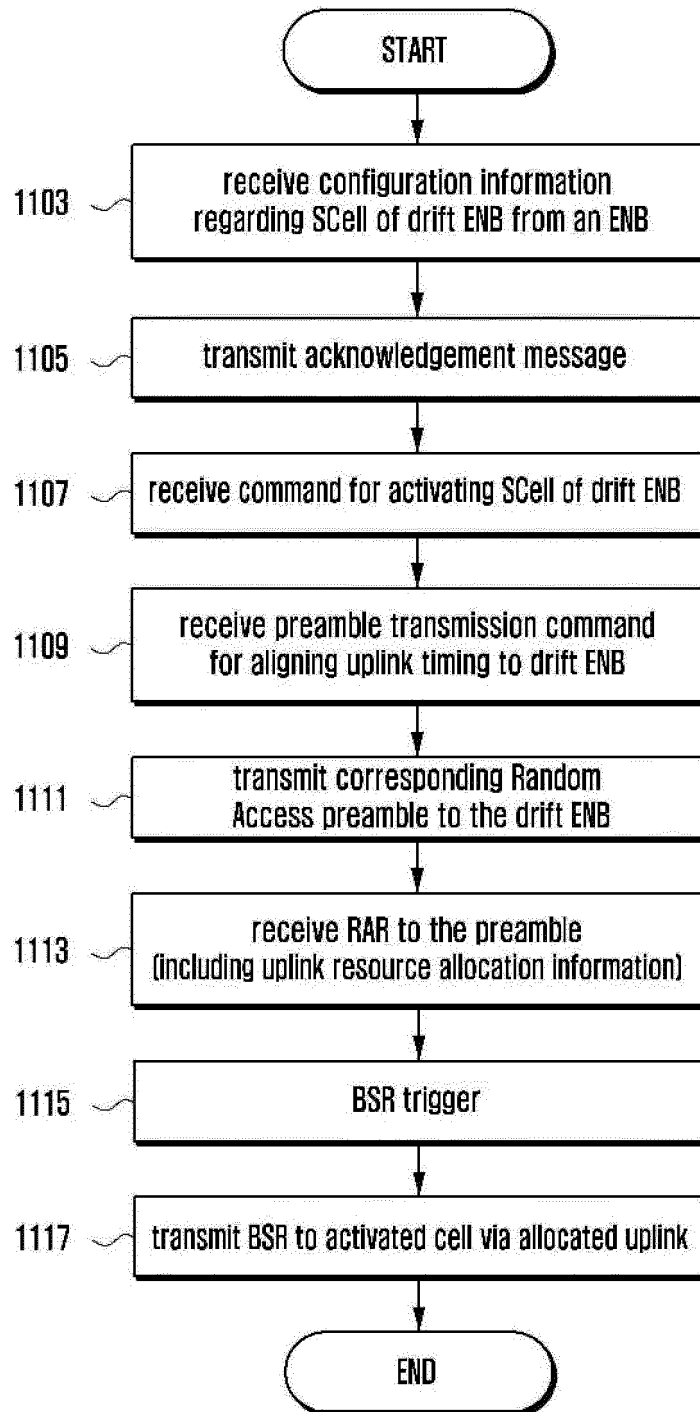 START
1103
receive configuration information
regarding SCell of drift ENB from an ENB
1105
transmit acknowledgement message
1107
receive command for activating SCell of drift ENB
1109
receive preamble transmission command
for aligning uplink timing to drift ENB
1111
transmit corresponding Random
Access preamble to the drift ENB
1113
receive RAR to the preamble
(including uplink resource allocation information)
1115
BSR trigger
1117
transmit BSR to activated cell via allocated uplink
END